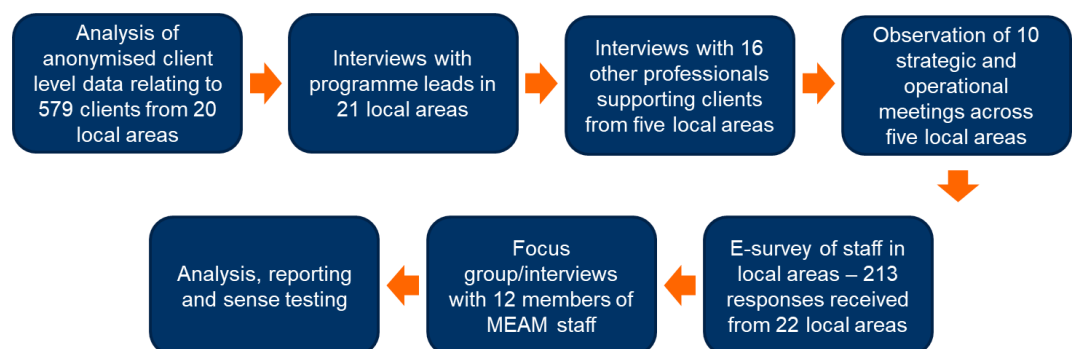 Analysis of
anonymised client
level data relating to
579 clients from 20
local areas
Interviews with
programme leads in
21 local areas
Interviews with 16
other professionals
supporting clients
from five local areas
Observation of 10
strategic and
operational
meetings across
five local areas
E-survey of staff in
local areas – 213
responses received
from 22 local areas
Focus
group/interviews
with 12 members of
MEAM staff
Analysis, reporting
and sense testing